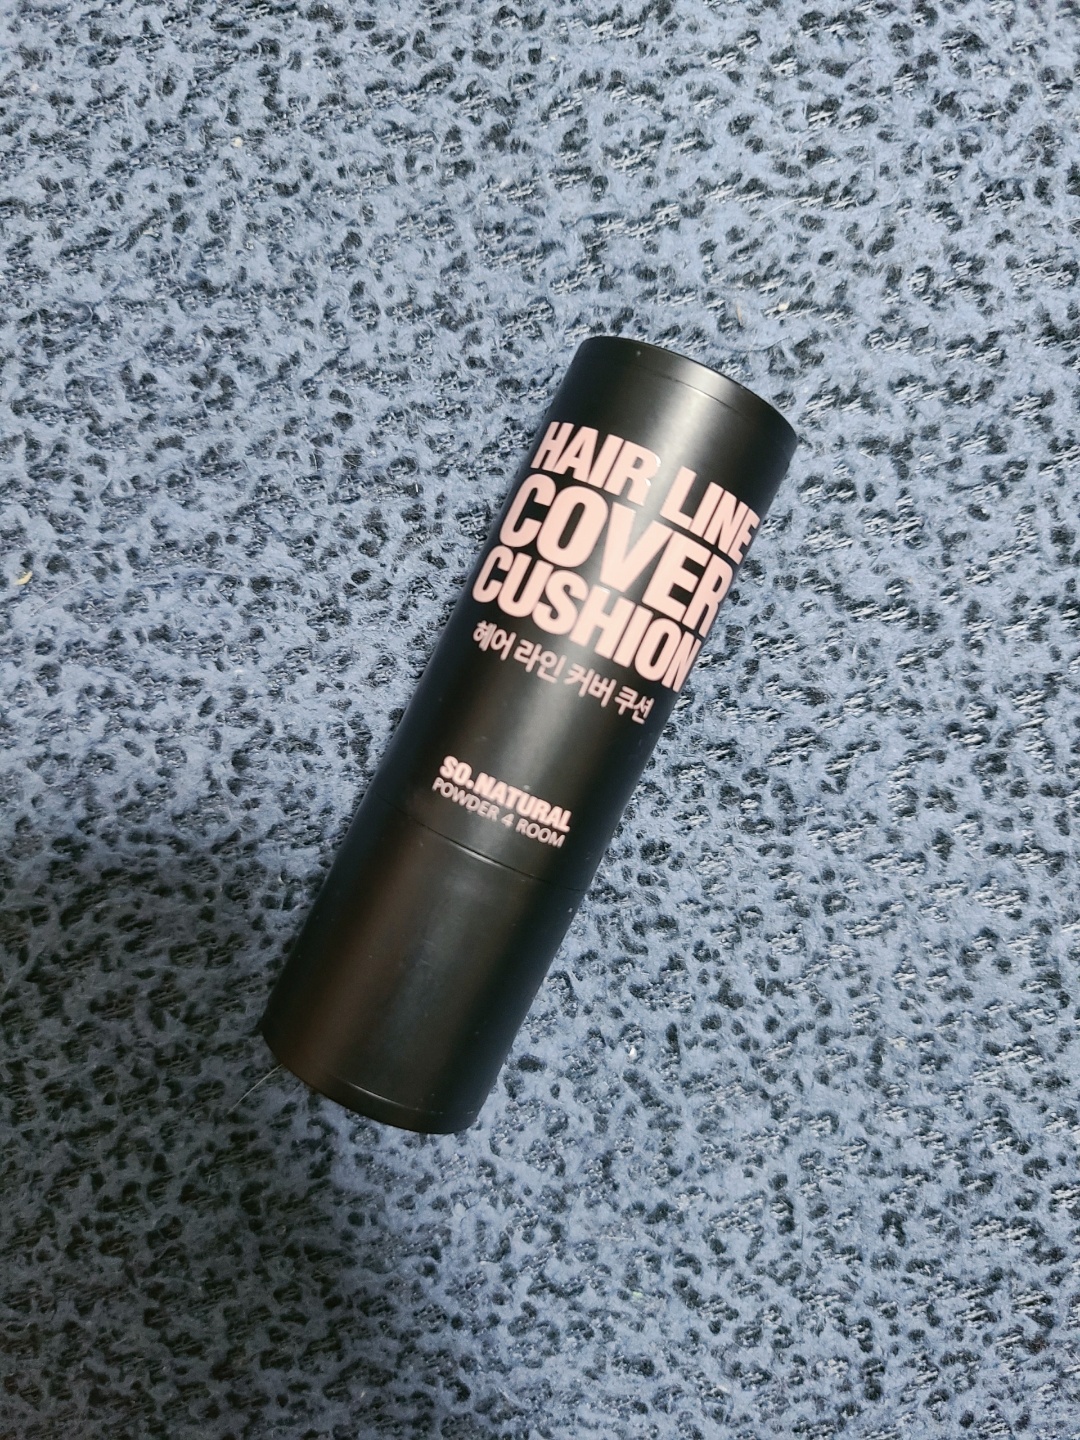 HAIR LINE
COVER
CUSHION
헤어 라인 커버 쿠션
SO.NATURAL
POWDER 4 ROOM